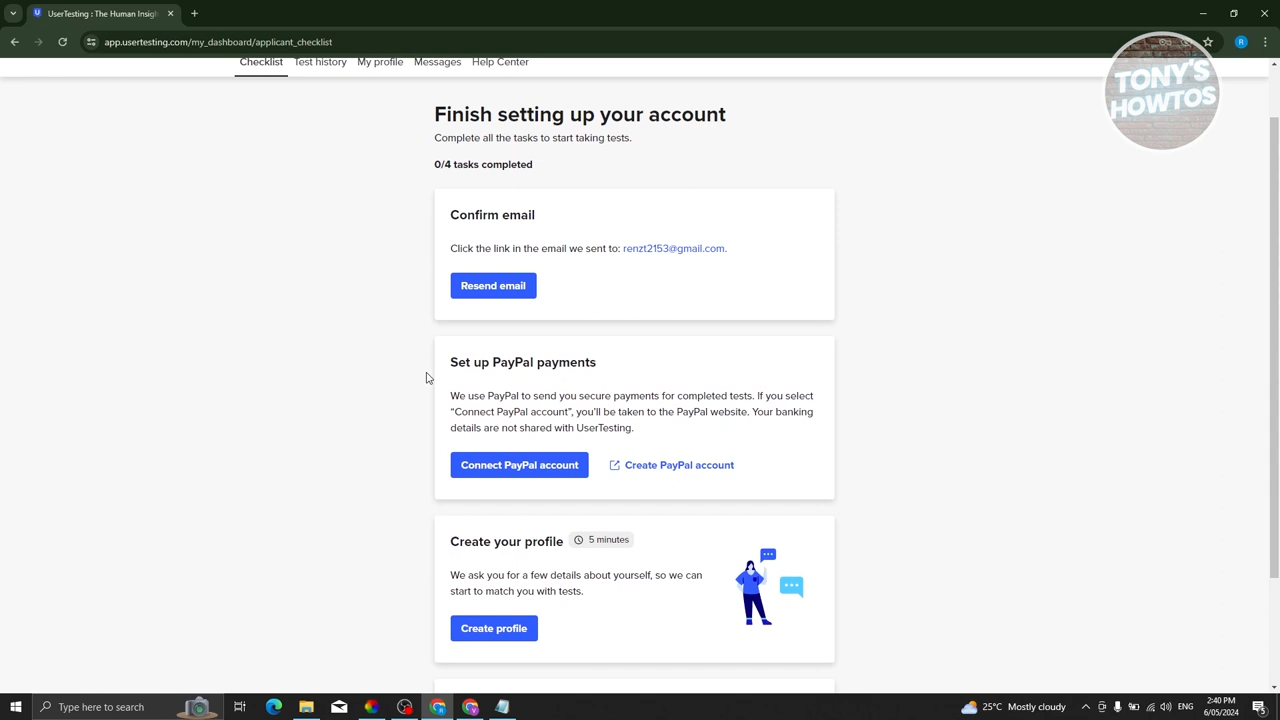 UserTesting | The Human Insigh
app.usertesting.com/my_dashboard/applicant_checklist
R
TONY'S
HOWTOS
Checklist
Test history
My profile
Messages
Help Center
Finish setting up your account
Complete all the tasks to start taking tests.
0/4 tasks completed
Confirm email
Click the link in the email we sent to: renzt2153@gmail.com.
Resend email
Set up PayPal payments
We use PayPal to send you secure payments for completed tests. If you select
“Connect PayPal account”, you’ll be taken to the PayPal website. Your banking
details are not shared with UserTesting.
Connect PayPal account
Create PayPal account
Create your profile
5 minutes
We ask you for a few details about yourself, so we can
start to match you with tests.
Create profile
Type here to search
25°C Mostly cloudy
ENG
2:40 PM
6/05/2024